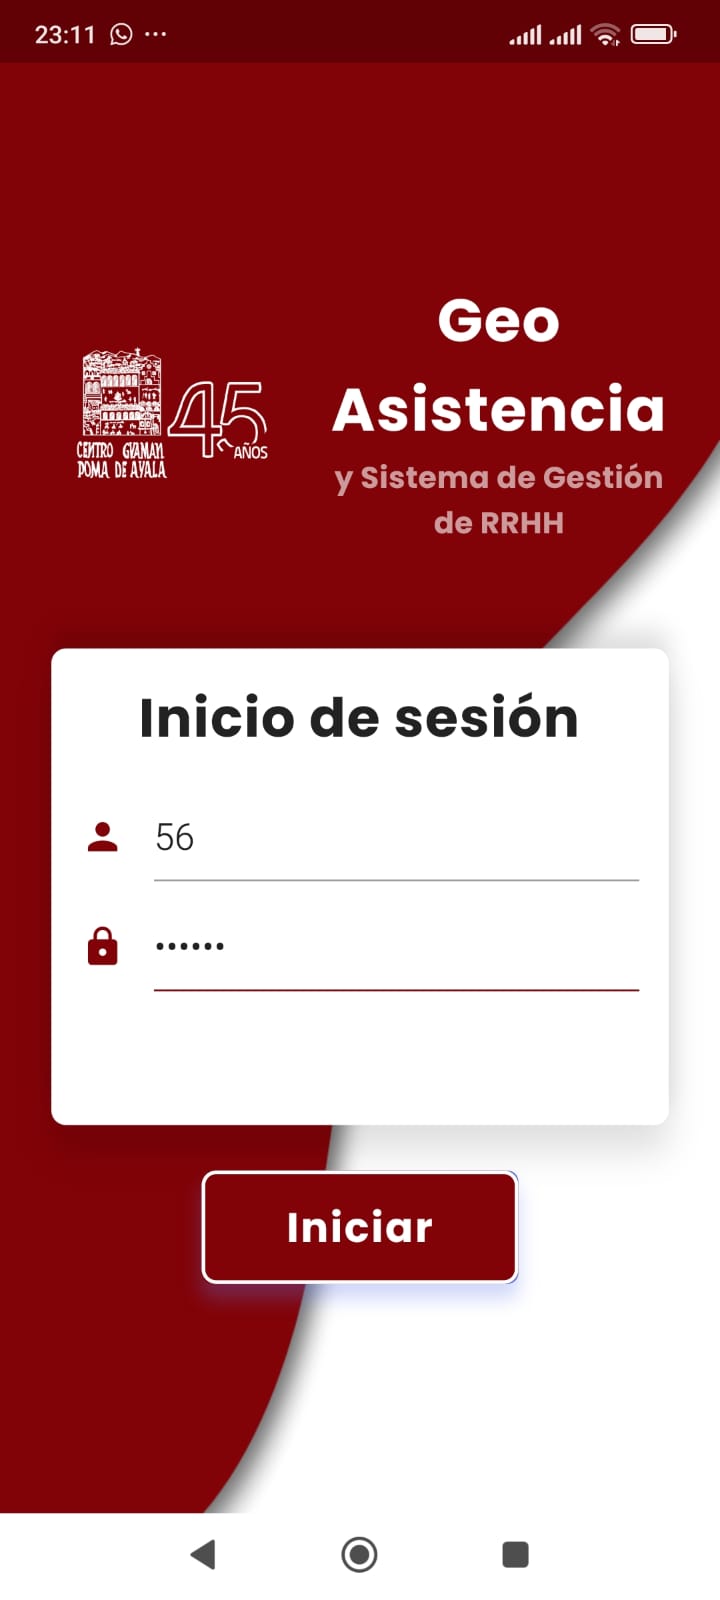 23:11
Geo
Asistencia
y Sistema de Gestión
de RRHH
45
AÑOS
CENTRO GVAMAN
POMA DE AYALA
Inicio de sesión
56
••••••
Iniciar